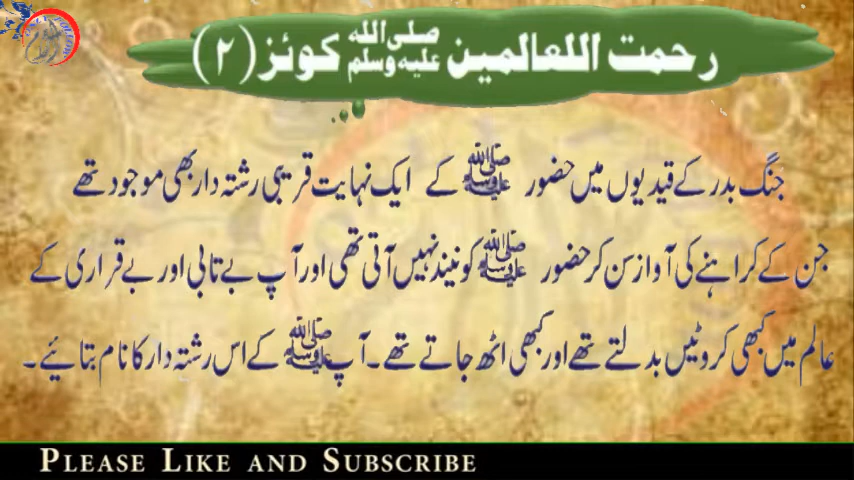 رحمت اللعالمین صلی اللہ علیہ وسلم کوئز (۲)
جنگ بدر کے قیدیوں میں حضور ﷺ کے ایک نہایت قریبی رشتہ دار بھی موجود تھے
جن کے کراہنے کی آواز سن کر حضور ﷺ کو نیند نہیں آتی تھی اور آپ بے تابی اور بے قراری کے
عالم میں کبھی کروٹیں بدلتے تھے اور کبھی اٹھ جاتے تھے۔ آپ ﷺ کے اس رشتہ دار کا نام بتائیے۔
PLEASE LIKE AND SUBSCRIBE